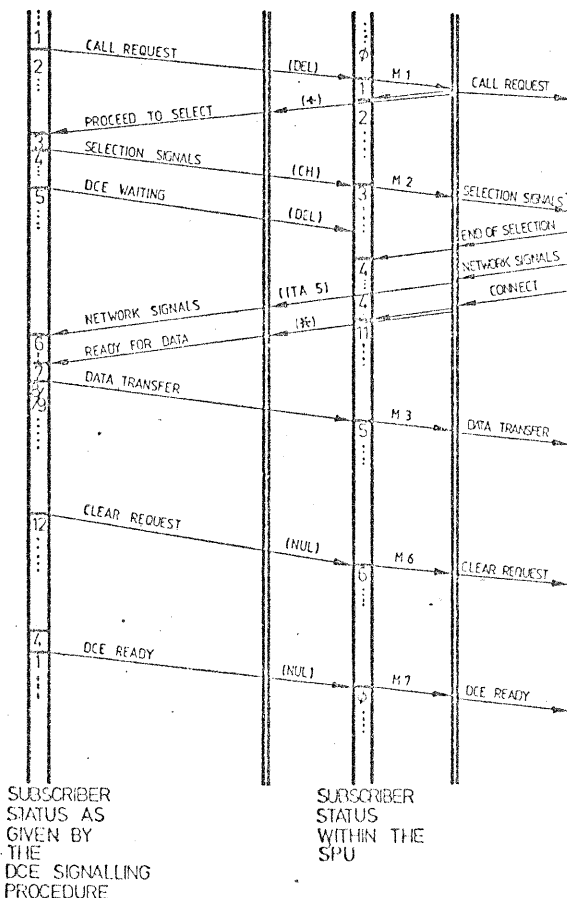 1
CALL REQUEST
2
(DEL)
ϕ
1
M 1
CALL REQUEST
(+)
2
PROCEED TO SELECT
3
4
SELECTION SIGNALS
(CH)
3
M 2
SELECTION SIGNALS
5
DCE WAITING
(DEL)
END OF SELECTION
4
NETWORK SIGNALS
(ITA 5)
4
CONNECT
NETWORK SIGNALS
11
6
READY FOR DATA
7
DATA TRANSFER
9
5
M 3
DATA TRANSFER
12
CLEAR REQUEST
(NUL)
6
M 6
CLEAR REQUEST
4
1
DCE READY
(NUL)
ϕ
M 7
DCE READY
SUBSCRIBER
STATUS AS
GIVEN BY
THE
DCE SIGNALLING
PROCEDURE
SUBSCRIBER
STATUS
WITHIN THE
SPU